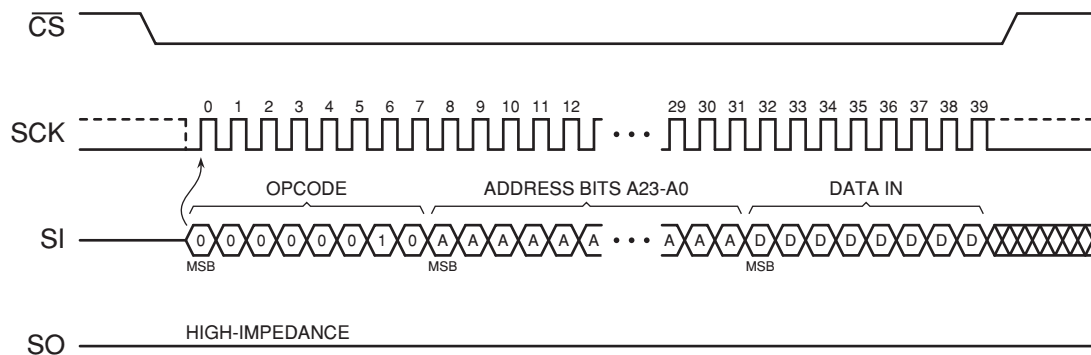 CS
0 1 2 3 4 5 6 7 8 9 10 11 12 29 30 31 32 33 34 35 36 37 38 39
SCK
OPCODE ADDRESS BITS A23-A0 DATA IN
SI 0 0 0 0 0 0 1 0 A A A A A A A A A D D D D D D D D
MSB MSB MSB
HIGH-IMPEDANCE
SO